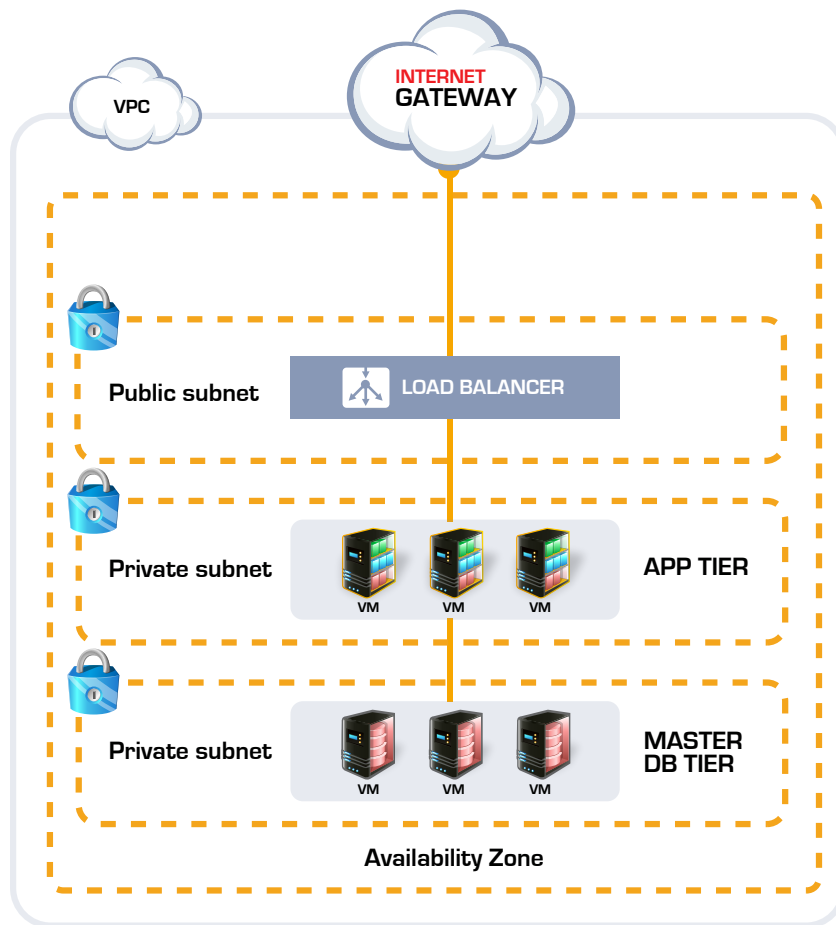 VPC
INTERNET
GATEWAY
Public subnet
LOAD BALANCER
Private subnet
VM
VM
VM
APP TIER
Private subnet
VM
VM
VM
MASTER
DB TIER
Availability Zone